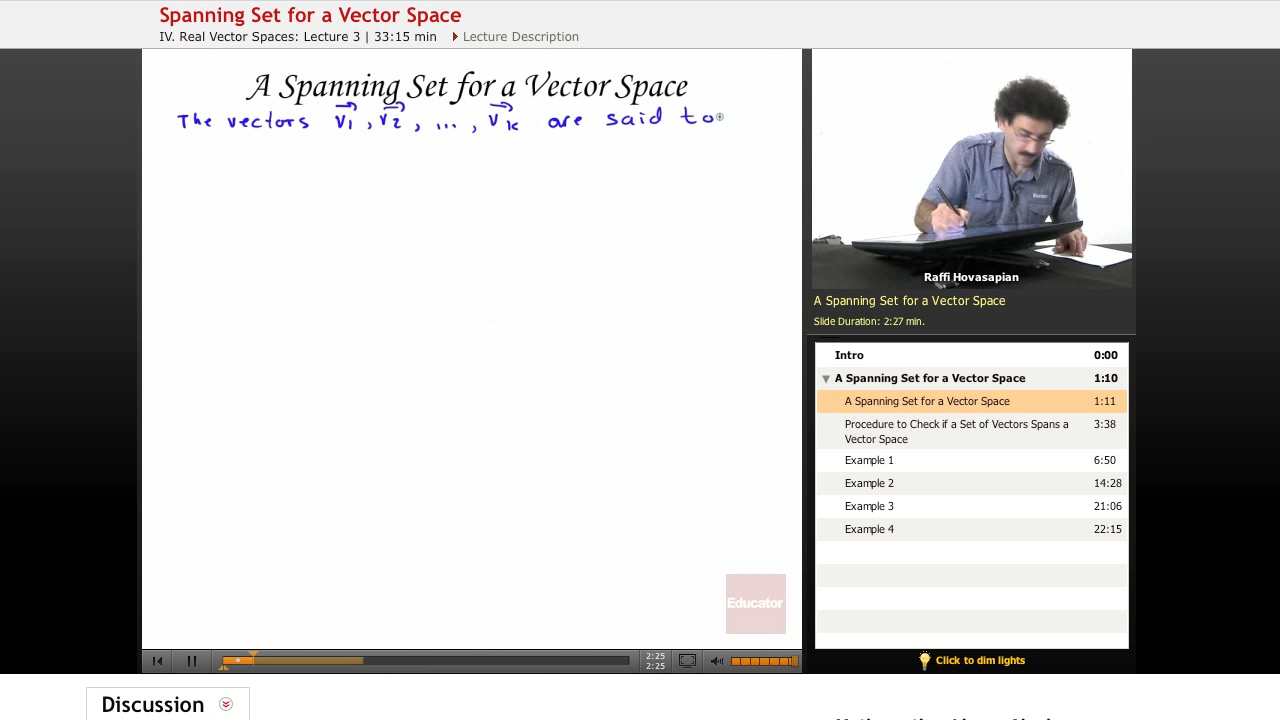 Spanning Set for a Vector Space
IV. Real Vector Spaces: Lecture 3 | 33:15 min Lecture Description
A Spanning Set for a Vector Space
The vectors v1, v2, ..., vk are said to
Educator
Raffi Hovasapian
A Spanning Set for a Vector Space
Slide Duration: 2:27 min.
Intro 0:00
A Spanning Set for a Vector Space 1:10
A Spanning Set for a Vector Space 1:11
Procedure to Check if a Set of Vectors Spans a 3:38
Vector Space
Example 1 6:50
Example 2 14:28
Example 3 21:06
Example 4 22:15
2:25
2:25
Click to dim lights
Discussion